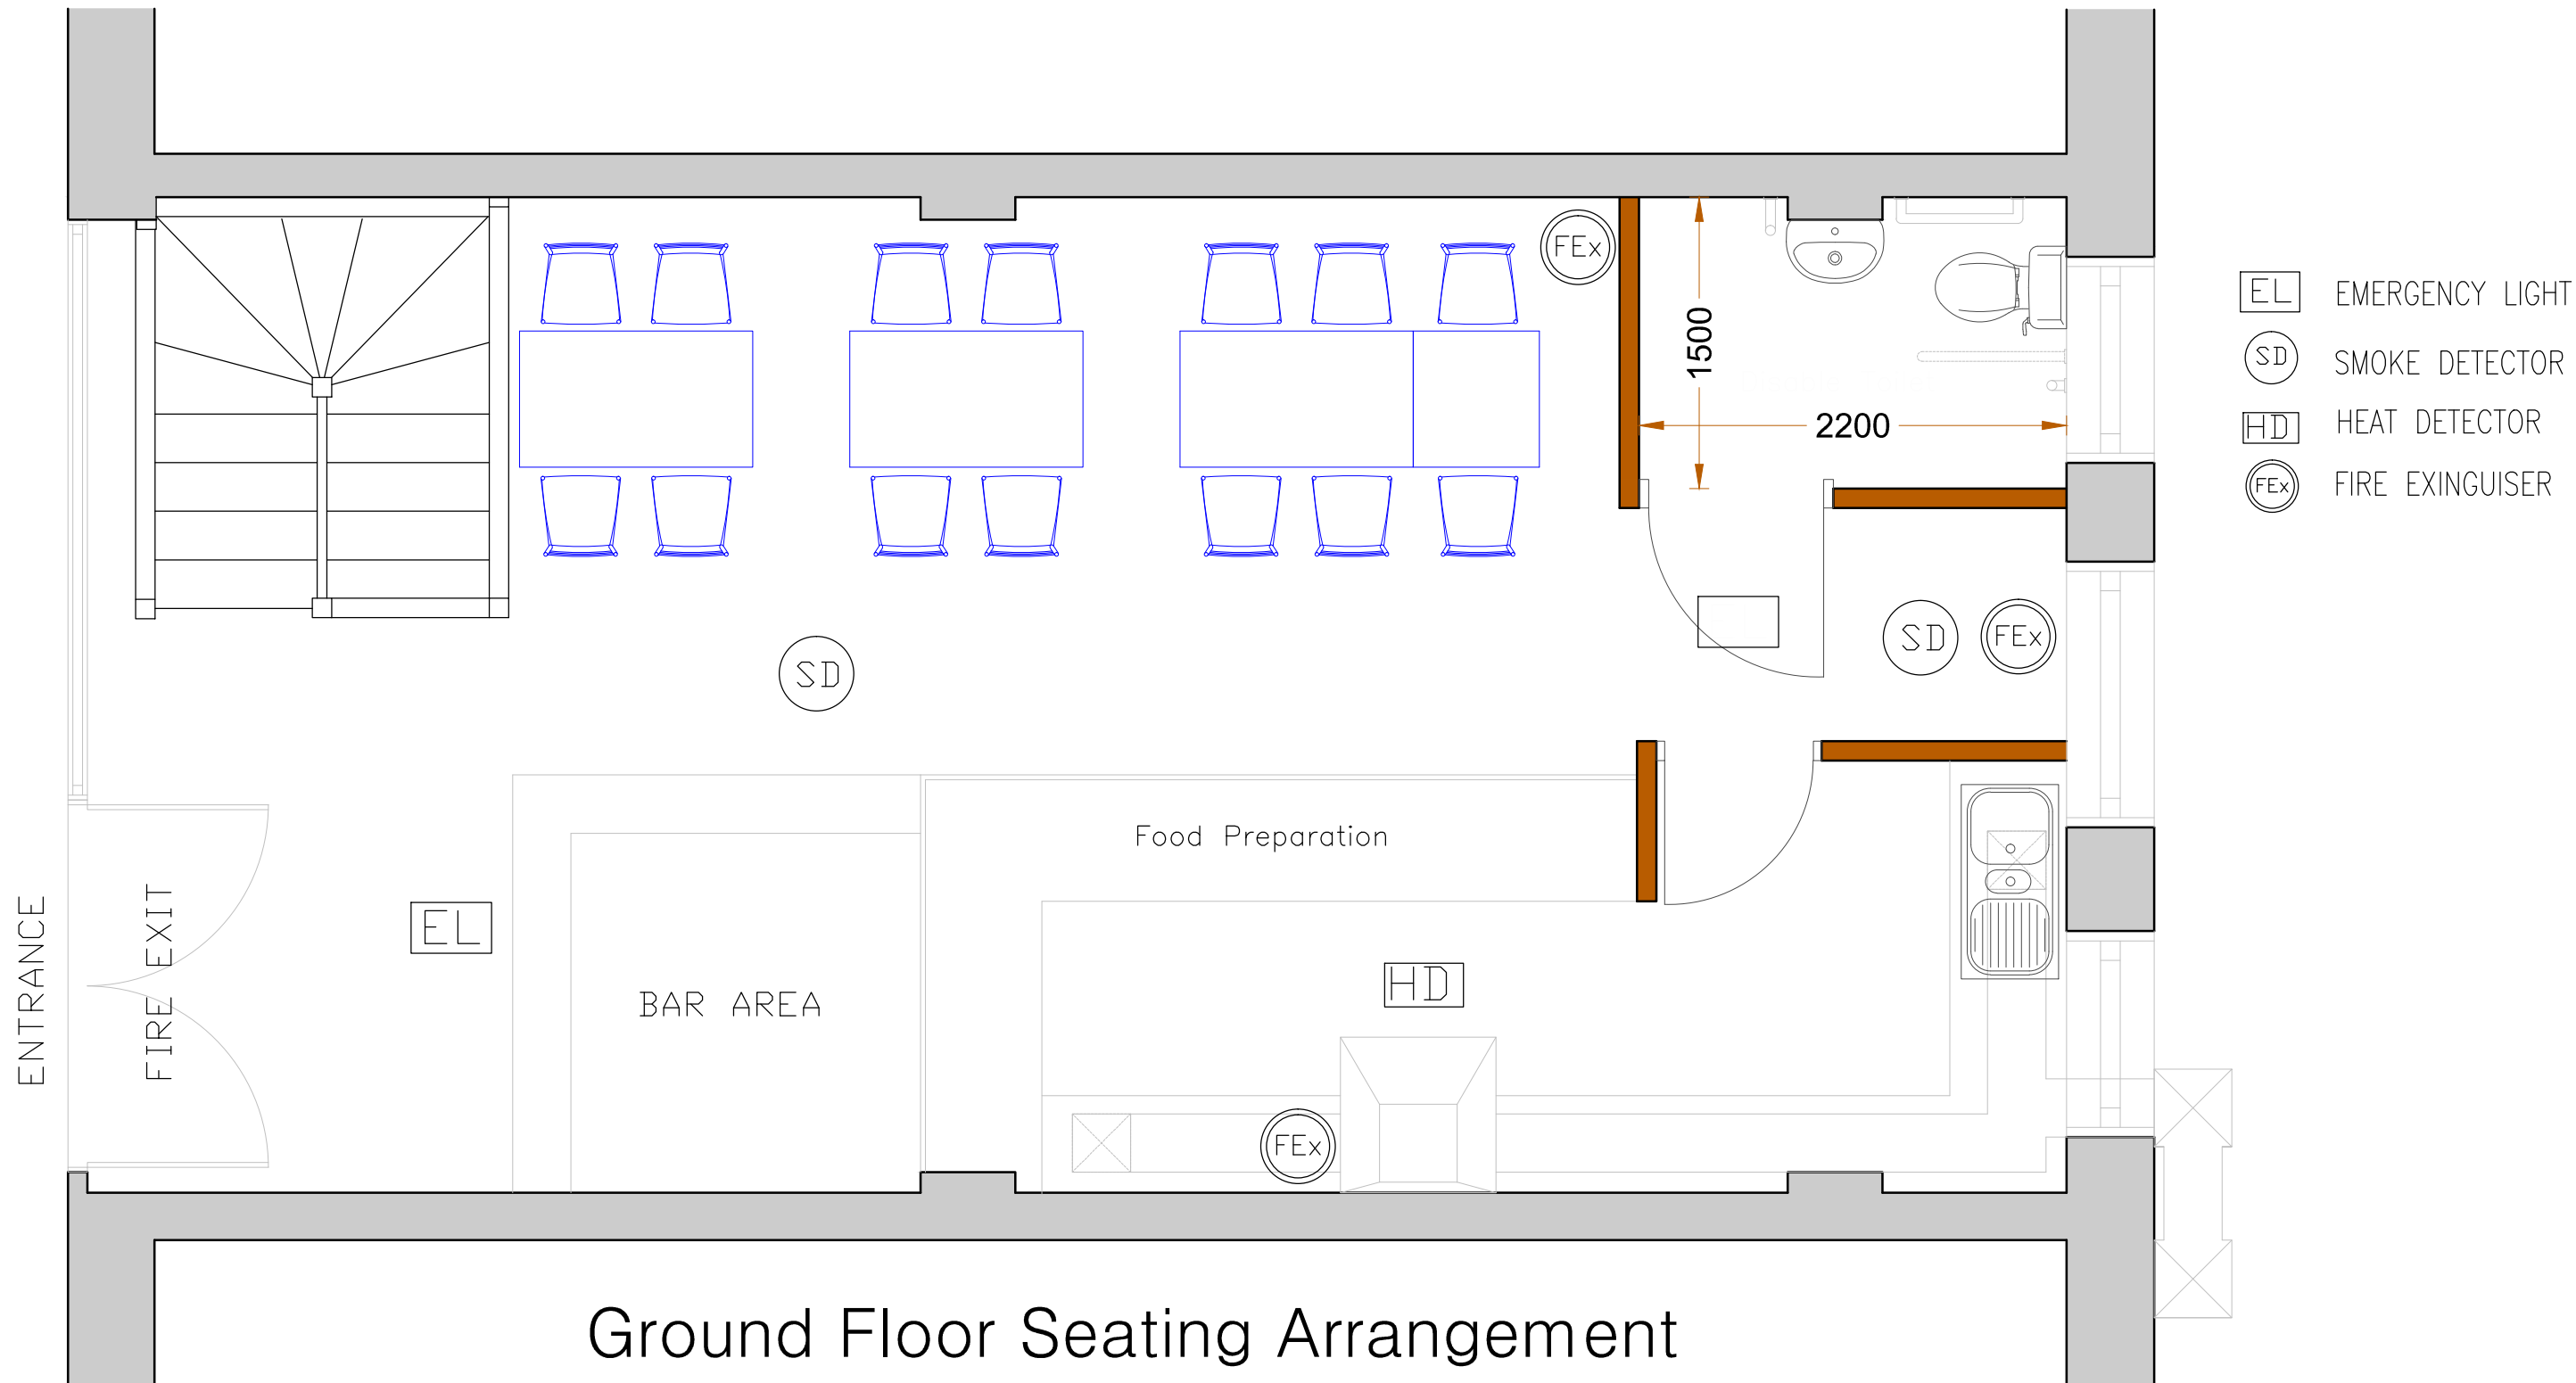 FEx
1500
2200
EL EMERGENCY LIGHT
SD SMOKE DETECTOR
HD HEAT DETECTOR
FEx FIRE EXINGUISER
SD
SD
FEx
Food Preparation
ENTRANCE
FIRE EXIT
EL
BAR AREA
HD
FEx
Ground Floor Seating Arrangement